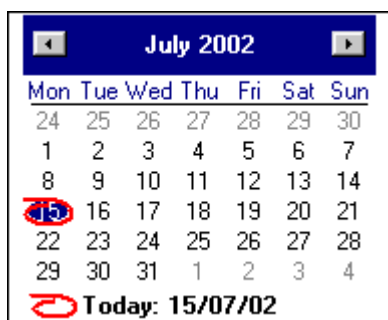 July 2002
Mon Tue Wed Thu Fri Sat Sun
24 25 26 27 28 29 30
1 2 3 4 5 6 7
8 9 10 11 12 13 14
15 16 17 18 19 20 21
22 23 24 25 26 27 28
29 30 31 1 2 3 4
Today: 15/07/02